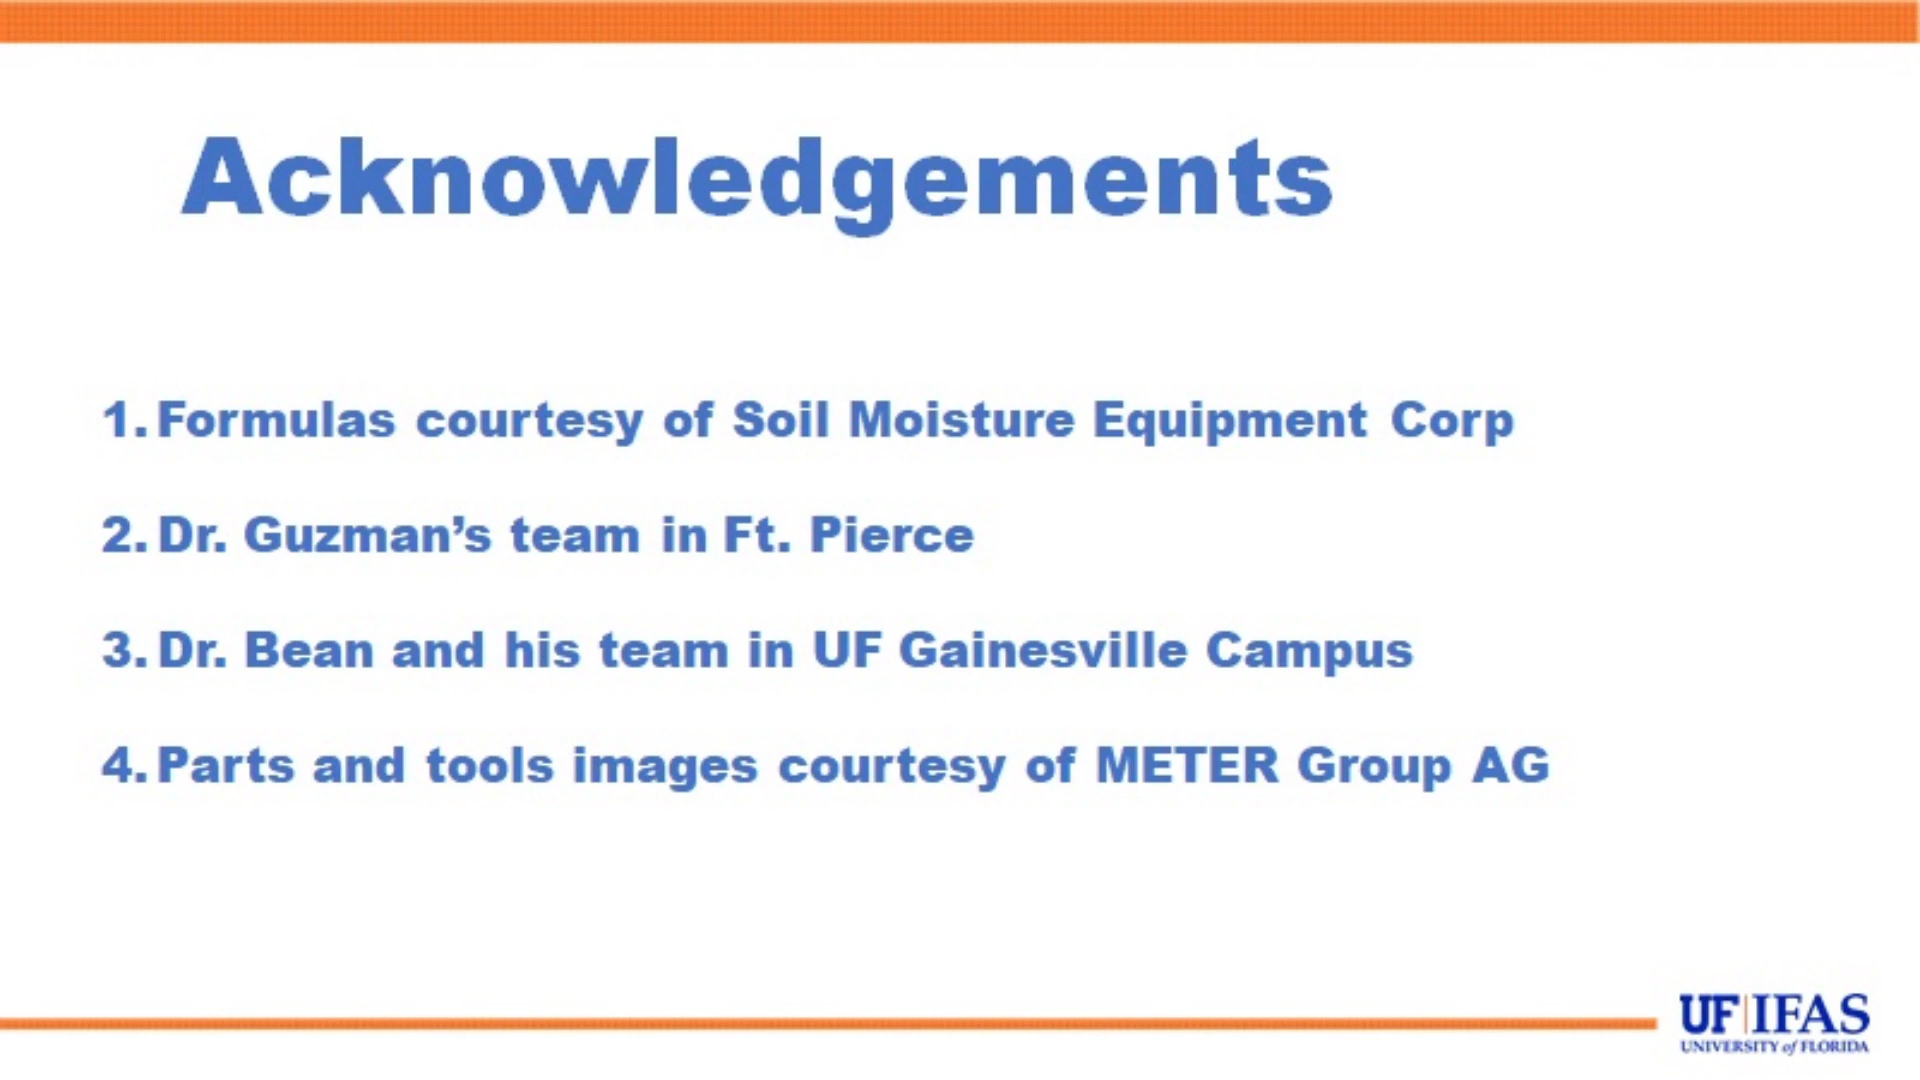 Acknowledgements
1. Formulas courtesy of Soil Moisture Equipment Corp
2. Dr. Guzman’s team in Ft. Pierce
3. Dr. Bean and his team in UF Gainesville Campus
4. Parts and tools images courtesy of METER Group AG
UF|IFAS
UNIVERSITY of FLORIDA